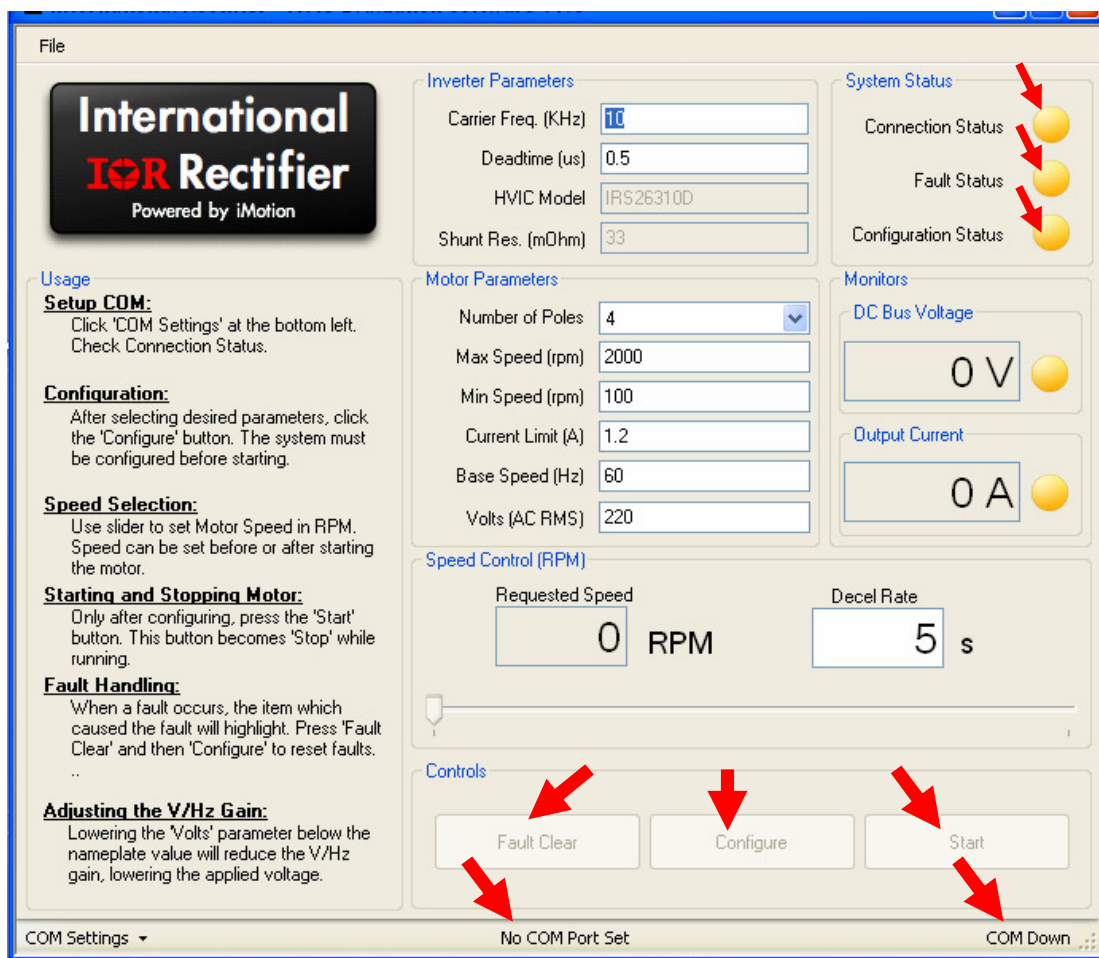 File
International
IOR Rectifier
Powered by iMotion
Usage
Setup COM:
Click 'COM Settings' at the bottom left.
Check Connection Status.
Configuration:
After selecting desired parameters, click
the 'Configure' button. The system must
be configured before starting.
Speed Selection:
Use slider to set Motor Speed in RPM.
Speed can be set before or after starting
the motor.
Starting and Stopping Motor:
Only after configuring, press the 'Start'
button. This button becomes 'Stop' while
running.
Fault Handling:
When a fault occurs, the item which
caused the fault will highlight. Press 'Fault
Clear' and then 'Configure' to reset faults.
..
Adjusting the V/Hz Gain:
Lowering the 'Volts' parameter below the
nameplate value will reduce the V/Hz
gain, lowering the applied voltage.
Inverter Parameters
Carrier Freq. (KHz) 10
Deadtime (us) 0.5
HVIC Model IRS26310D
Shunt Res. (mOhm) 33
Motor Parameters
Number of Poles 4
Max Speed (rpm) 2000
Min Speed (rpm) 100
Current Limit (A) 1.2
Base Speed (Hz) 60
Volts (AC RMS) 220
System Status
Connection Status
Fault Status
Configuration Status
Monitors
DC Bus Voltage
0 V
Output Current
0 A
Speed Control (RPM)
Requested Speed
0 RPM
Decel Rate
5 s
Controls
Fault Clear
Configure
Start
COM Settings
No COM Port Set
COM Down